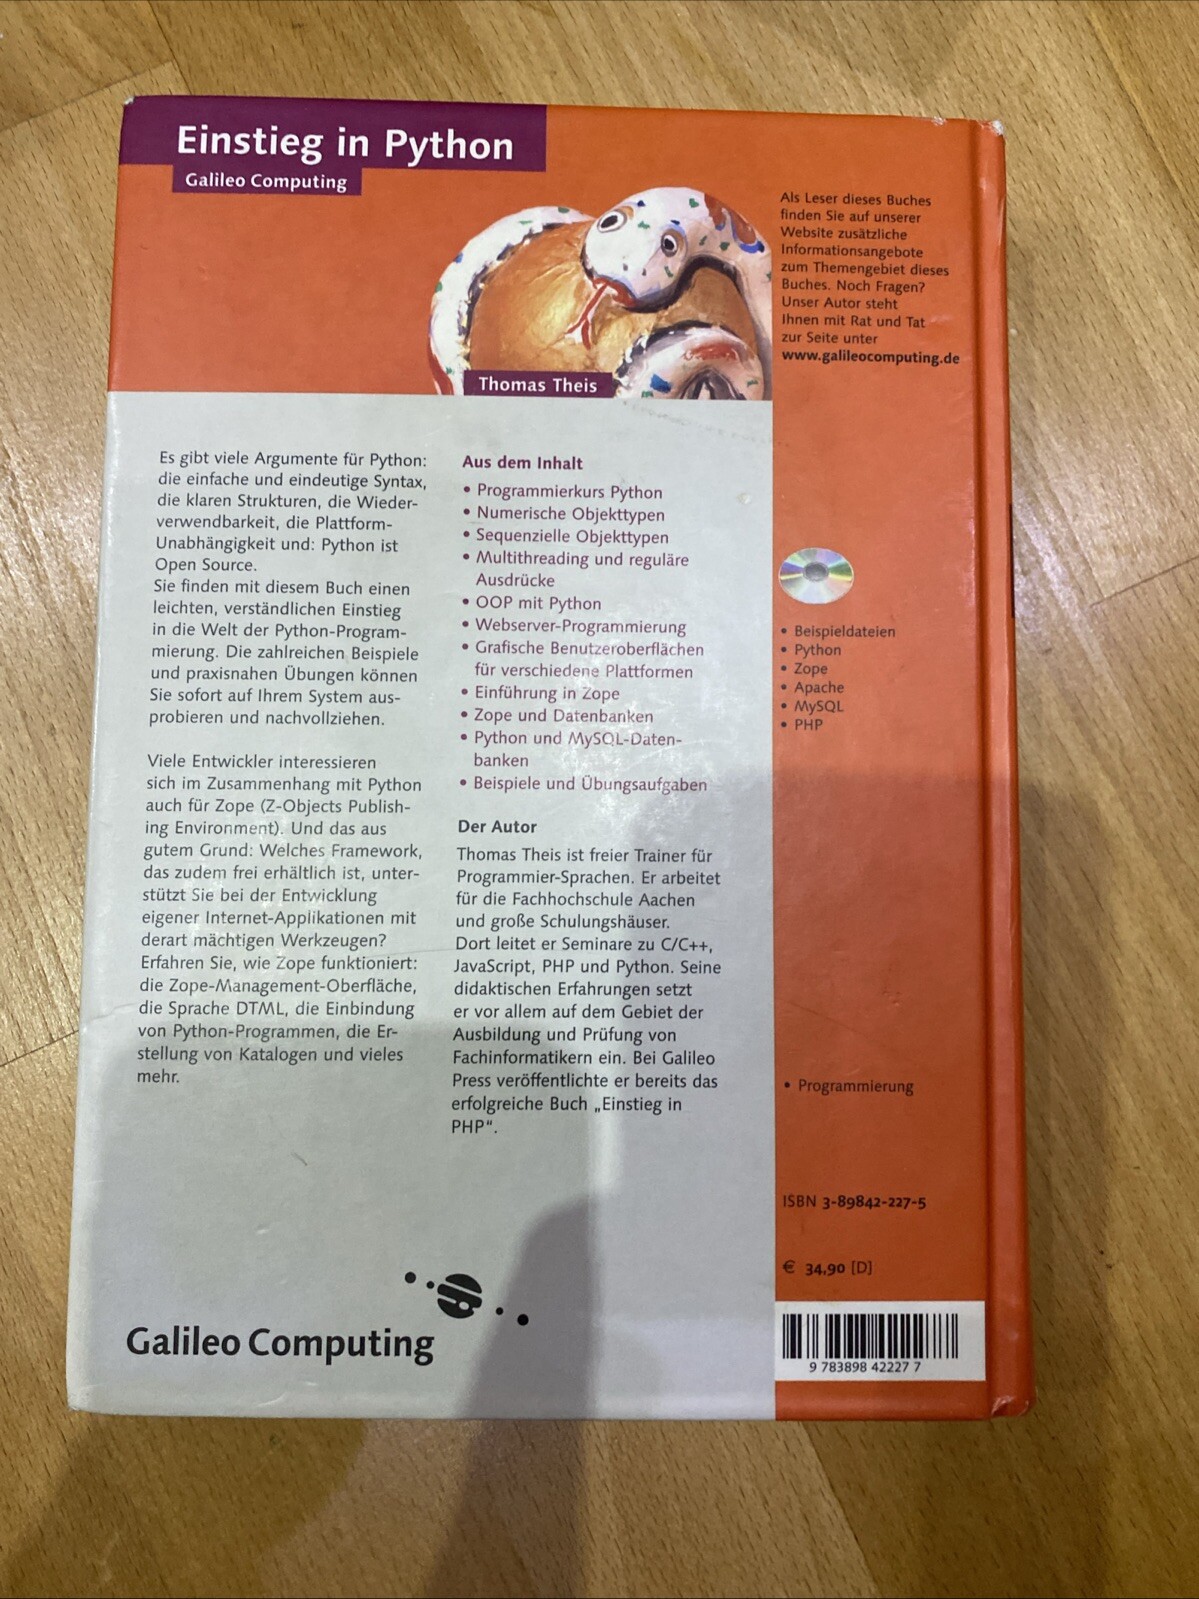 Einstieg in Python
Galileo Computing
Thomas Theis
Als Leser dieses Buches
finden Sie auf unserer
Website zusätzliche
Informationsangebote
zum Themengebiet dieses
Buches. Noch Fragen?
Unser Autor steht
Ihnen mit Rat und Tat
zur Seite unter
www.galileocomputing.de
Es gibt viele Argumente für Python:
die einfache und eindeutige Syntax,
die klaren Strukturen, die Wieder-
verwendbarkeit, die Plattform-
Unabhängigkeit und: Python ist
Open Source.
Sie finden mit diesem Buch einen
leichten, verständlichen Einstieg
in die Welt der Python-Program-
mierung. Die zahlreichen Beispiele
und praxisnahen Übungen können
Sie sofort auf Ihrem System aus-
probieren und nachvollziehen.
Viele Entwickler interessieren
sich im Zusammenhang mit Python
auch für Zope (Z-Objects Publish-
ing Environment). Und das aus
gutem Grund: Welches Framework,
das zudem frei erhältlich ist, unter-
stützt Sie bei der Entwicklung
eigener Internet-Applikationen mit
derart mächtigen Werkzeugen?
Erfahren Sie, wie Zope funktioniert:
die Zope-Management-Oberfläche,
die Sprache DTML, die Einbindung
von Python-Programmen, die Er-
stellung von Katalogen und vieles
mehr.
Aus dem Inhalt
• Programmierkurs Python
• Numerische Objekttypen
• Sequenzielle Objekttypen
• Multithreading und reguläre
Ausdrücke
• OOP mit Python
• Webserver-Programmierung
• Grafische Benutzeroberflächen
für verschiedene Plattformen
• Einführung in Zope
• Zope und Datenbanken
• Python und MySQL-Daten-
banken
• Beispiele und Übungsaufgaben
Der Autor
Thomas Theis ist freier Trainer für
Programmier-Sprachen. Er arbeitet
für die Fachhochschule Aachen
und große Schulungshäuser.
Dort leitet er Seminare zu C/C++,
JavaScript, PHP und Python. Seine
didaktischen Erfahrungen setzt
er vor allem auf dem Gebiet der
Ausbildung und Prüfung von
Fachinformatikern ein. Bei Galileo
Press veröffentlichte er bereits das
erfolgreiche Buch „Einstieg in
PHP“.
• Beispieldateien
• Python
• Zope
• Apache
• MySQL
• PHP
• Programmierung
ISBN 3-89842-227-5
€ 34,90 [D]
9 783898 42227 7
Galileo Computing